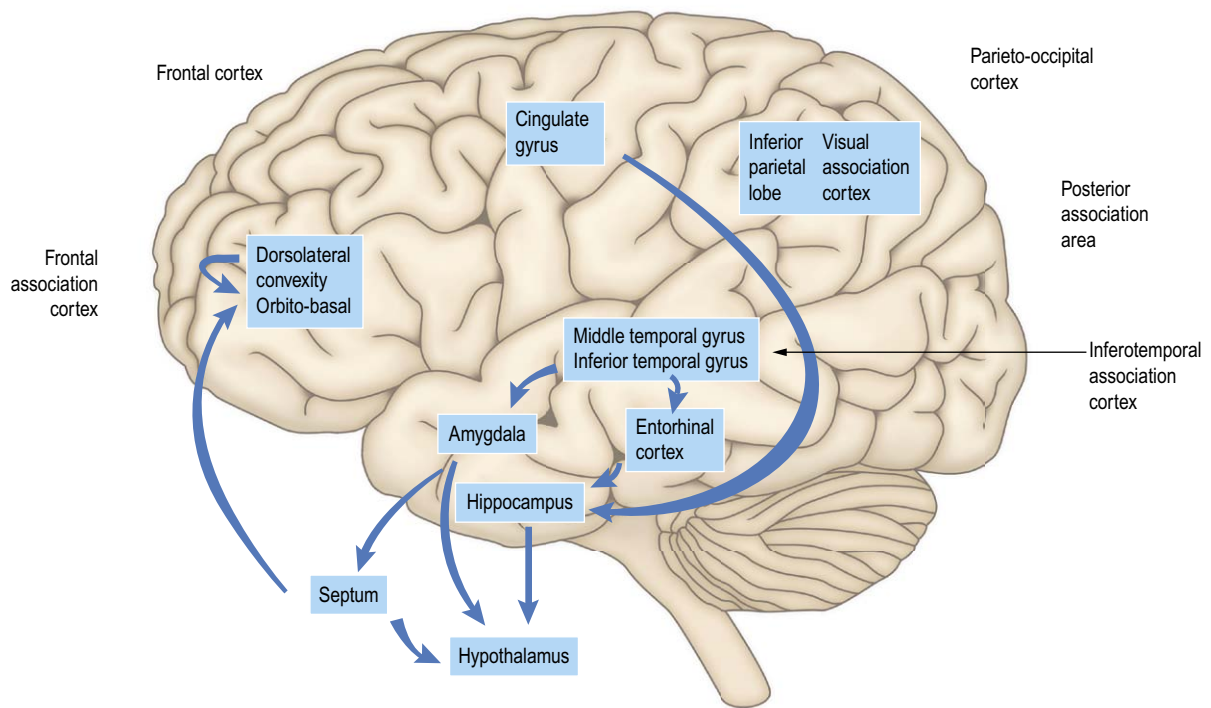 Frontal cortex
Parieto-occipital
cortex
Cingulate
gyrus
Inferior
parietal
lobe
Visual
association
cortex
Posterior
association
area
Frontal
association
cortex
Dorsolateral
convexity
Orbito-basal
Middle temporal gyrus
Inferior temporal gyrus
Inferotemporal
association
cortex
Amygdala
Entorhinal
cortex
Hippocampus
Septum
Hypothalamus